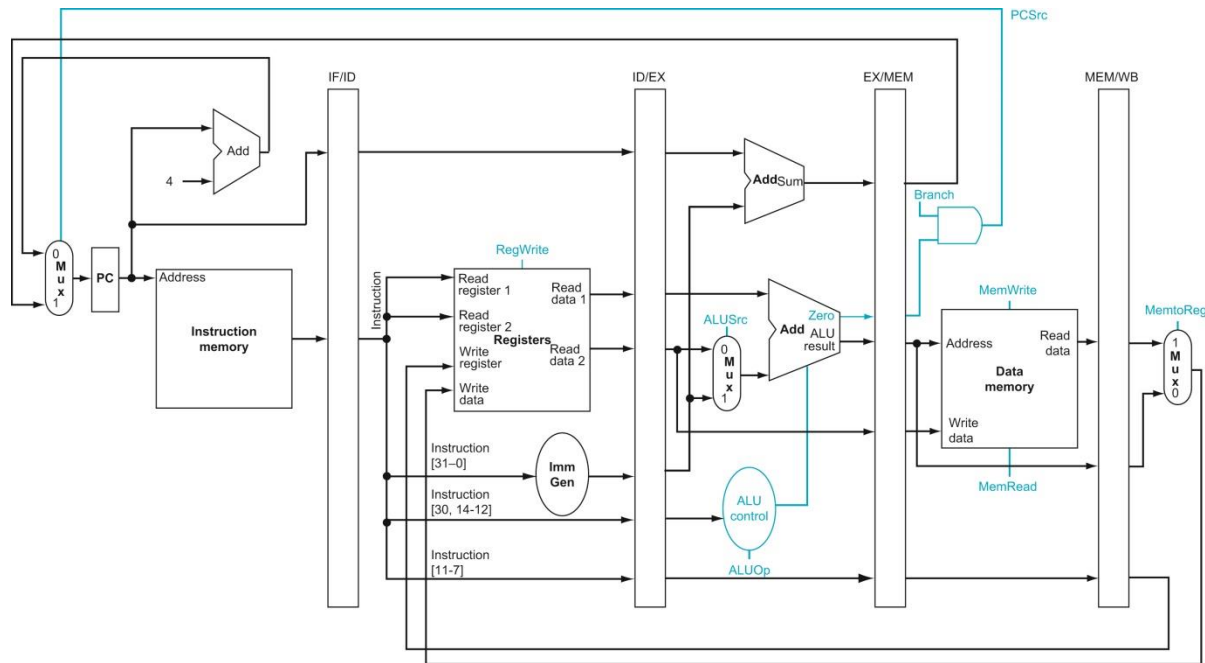 PCSrc
IF/ID
ID/EX
EX/MEM
MEM/WB
Add
4
Add Sum
Branch
0
Mux
1
PC
Address
Instruction
memory
RegWrite
Instruction
Read
register 1
Read
data 1
Read
register 2
Registers
Write
register
Read
data 2
Write
data
ALUSrc
0
Mux
1
Zero
Add
ALU
result
MemWrite
Address
Read
data
Data
memory
Write
data
MemRead
MemtoReg
1
Mux
0
Instruction
[31–0]
Imm
Gen
Instruction
[30, 14-12]
ALU
control
Instruction
[11-7]
ALUOp